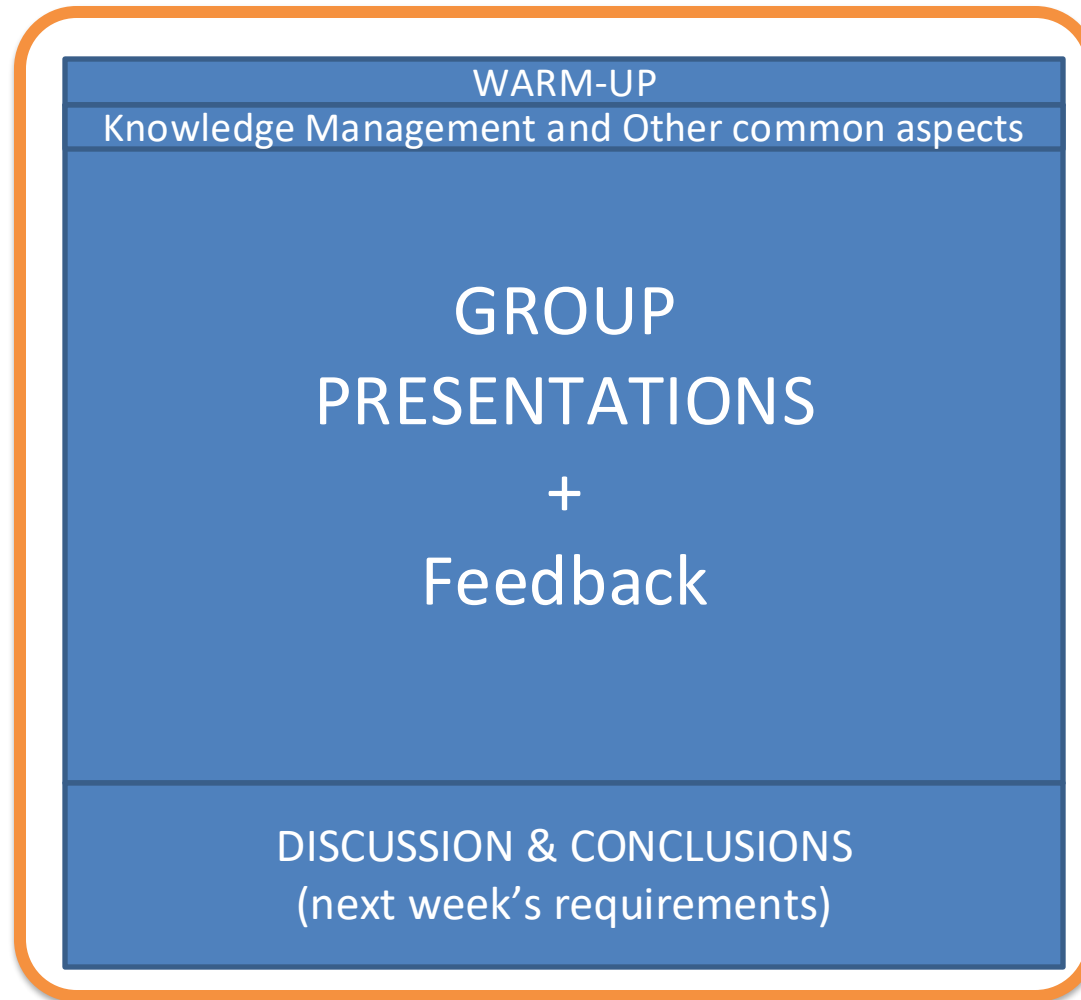 WARM-UP
Knowledge Management and Other common aspects
GROUP
PRESENTATIONS
+
Feedback
DISCUSSION & CONCLUSIONS
(next week’s requirements)